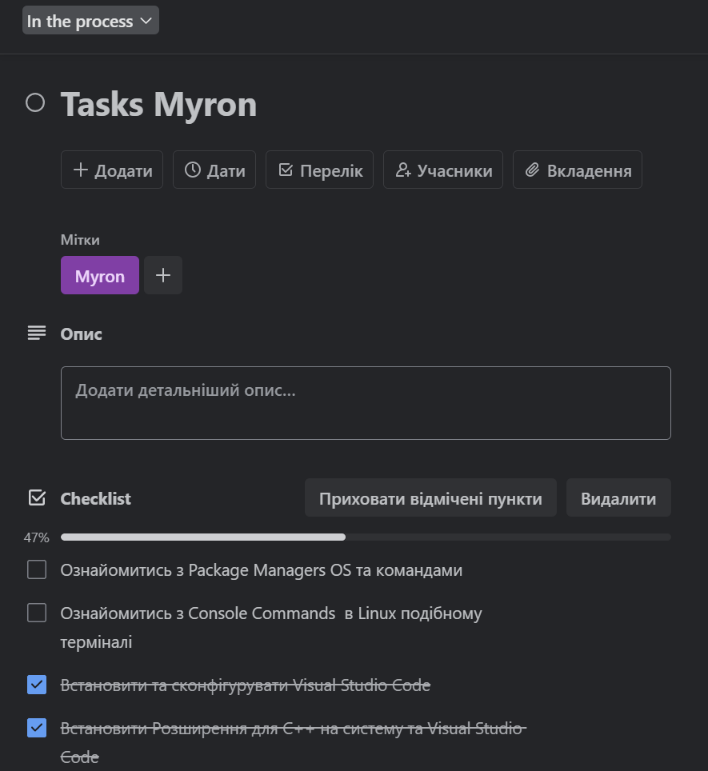 In the process
Tasks Myron
Додати
Дати
Перелік
Учасники
Вкладення
Мітки
Myron
Опис
Додати детальніший опис...
Checklist
Приховати відмічені пункти
Видалити
47%
Ознайомитись з Package Managers OS та командами
Ознайомитись з Console Commands в Linux подібному
терміналі
Встановити та сконфігурувати Visual Studio Code
Встановити Розширення для C++ на систему та Visual Studio
Code